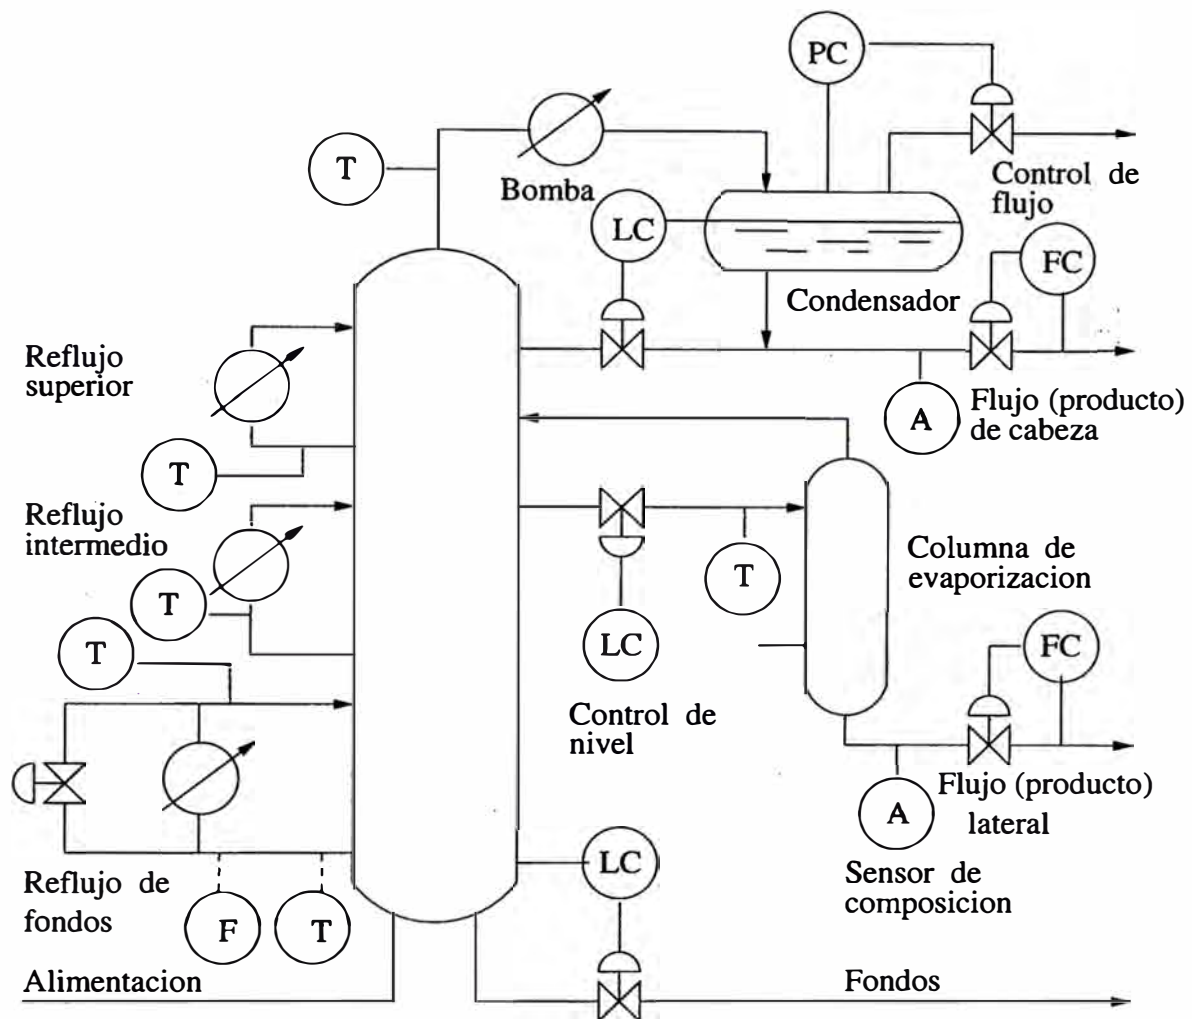 PC
T
Bomba
Control de
flujo
LC
FC
Condensador
Reflujo
superior
A
Flujo (producto)
de cabeza
T
Reflujo
intermedio
Columna de
evaporizacion
T
T
T
LC
FC
Control de
nivel
Flujo (producto)
lateral
A
LC
Sensor de
composicion
Reflujo de
fondos
F
T
Alimentacion
Fondos